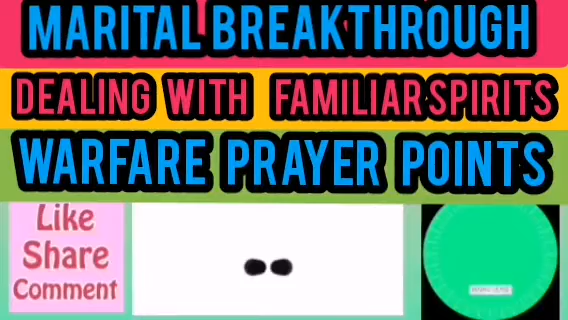 MARITAL BREAKTHROUGH
DEALING WITH FAMILIAR SPIRITS
WARFARE PRAYER POINTS
Like
Share
Comment